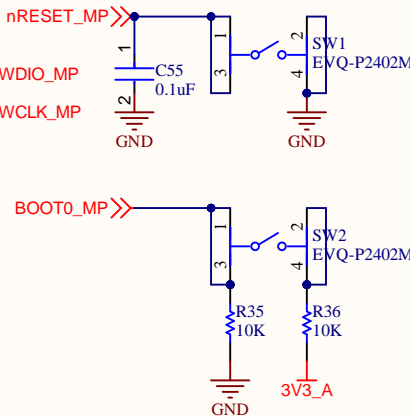 nRESET_MP
1
1
2
SW1
C55
EVQ-P2402M
WDIO_MP
0.1uF
3
4
2
WCLK_MP
GND
GND
BOOT0_MP
1
2
SW2
EVQ-P2402M
3
4
R35
R36
10K
10K
3V3_A
GND